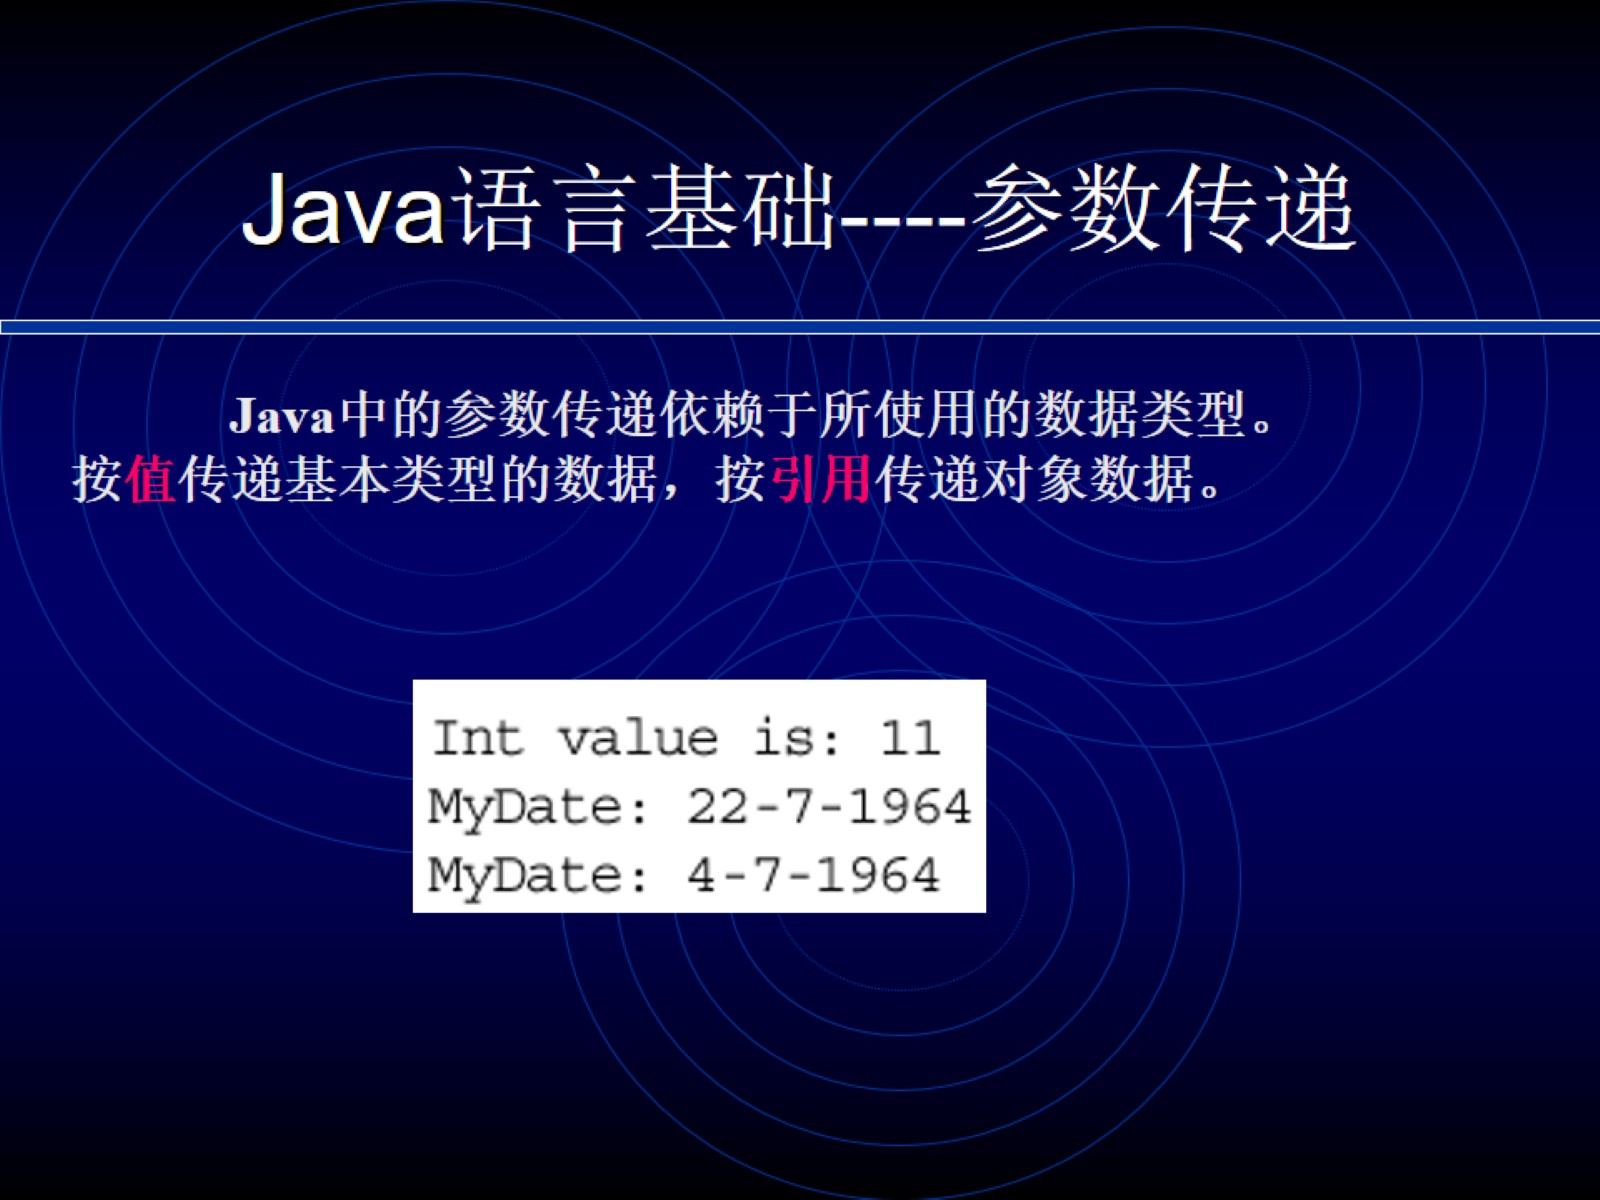 Java语言基础----参数传递
Java中的参数传递依赖于所使用的数据类型。
按值传递基本类型的数据，按引用传递对象数据。
Int value is: 11
MyDate: 22-7-1964
MyDate: 4-7-1964